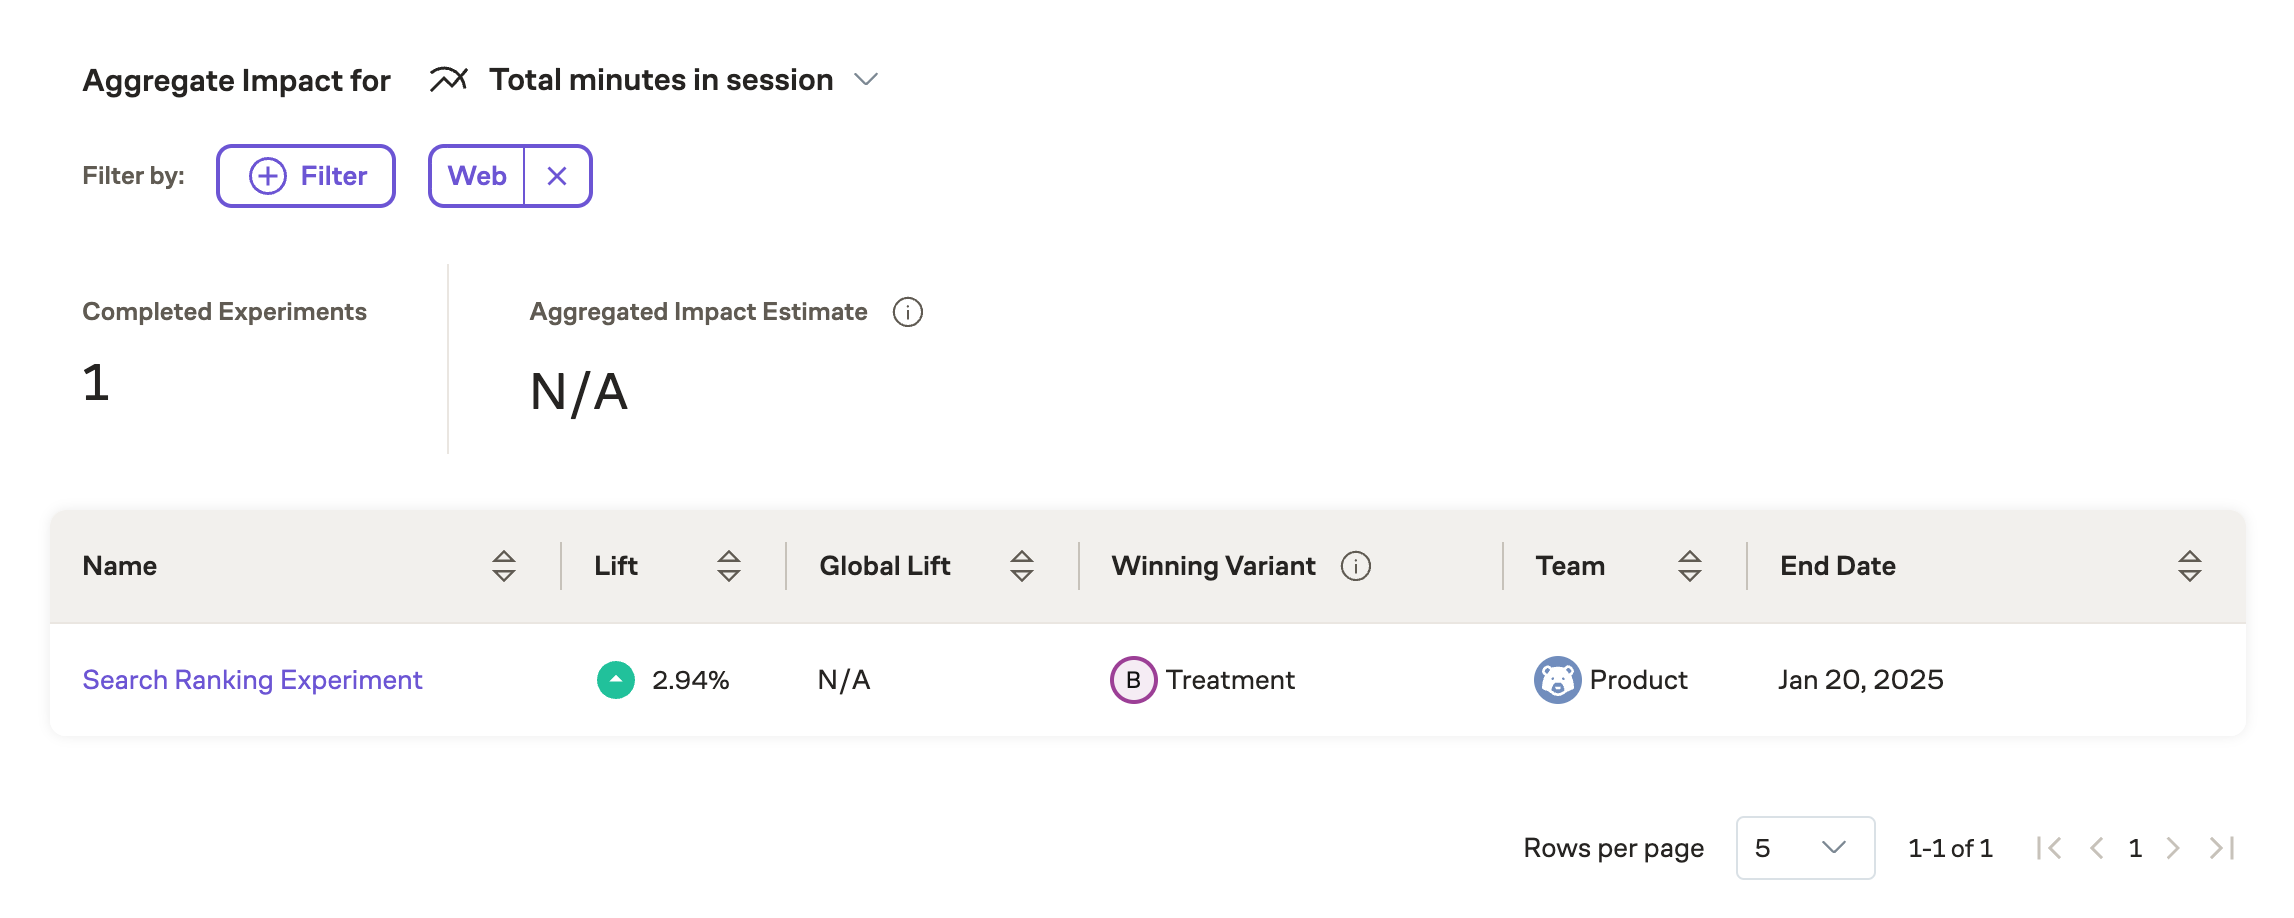 Aggregate Impact for Total minutes in session
Filter by: Filter Web
Completed Experiments
1
Aggregated Impact Estimate
N/A
Name Lift Global Lift Winning Variant Team End Date
Search Ranking Experiment 2.94% N/A B Treatment Product Jan 20, 2025
Rows per page 5 1-1 of 1 1